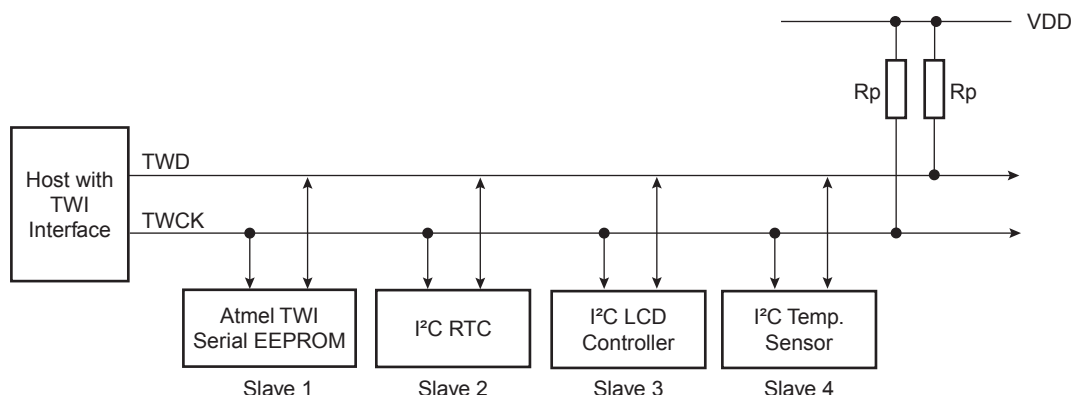 VDD
Rp Rp
Host with
TWI
Interface
TWD
TWCK
Atmel TWI
Serial EEPROM
I²C RTC
I²C LCD
Controller
I²C Temp.
Sensor
Slave 1 Slave 2 Slave 3 Slave 4